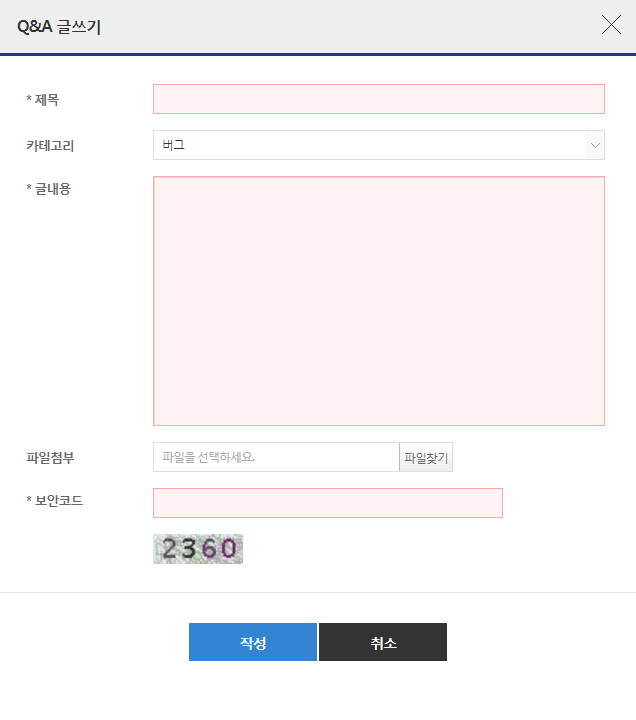 Q&A 글쓰기
* 제목
카테고리 버그
* 글내용
파일첨부 파일을 선택하세요. 파일찾기
* 보안코드
2360
작성 취소